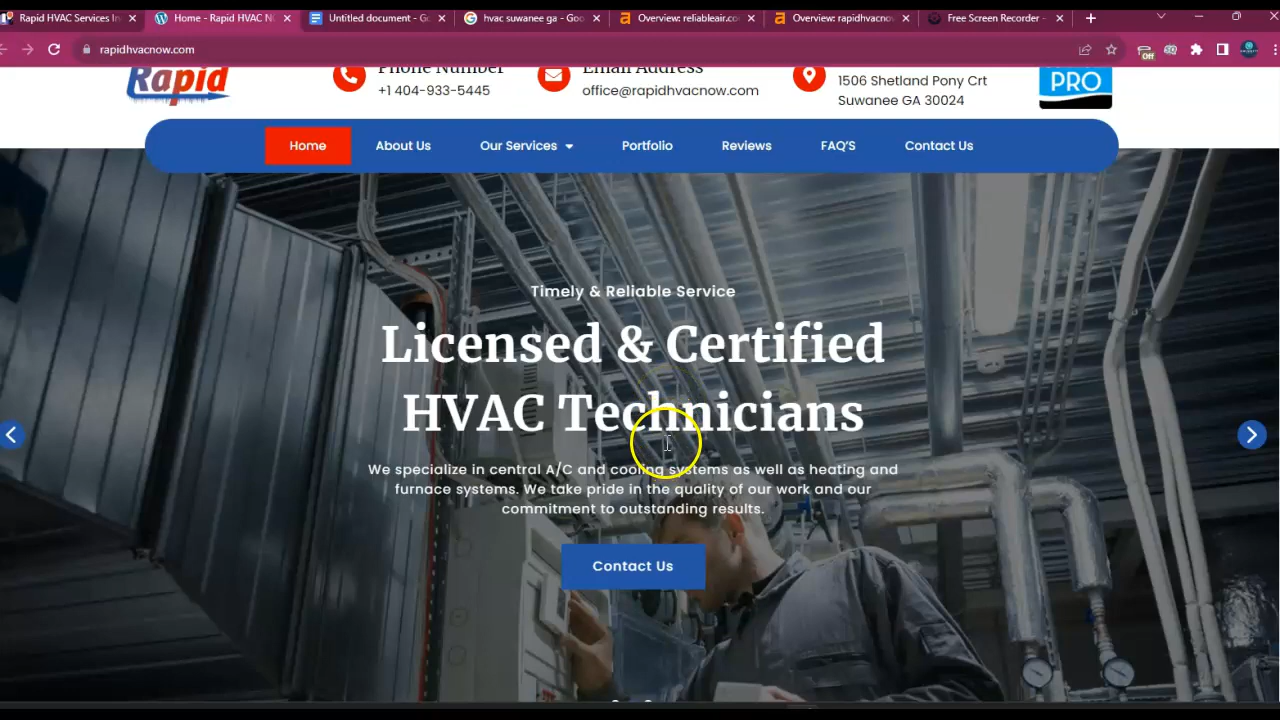 Rapid HVAC Services In
Home - Rapid HVAC N
Untitled document - Go
hvac suwanee ga - Goo
Overview: reliableair.co
Overview: rapidhvacnov
Free Screen Recorder -
rapidhvacnow.com
Off
Rapid
Phone Number
+1 404-933-5445
Email Address
office@rapidhvacnow.com
1506 Shetland Pony Crt
Suwanee GA 30024
PRO
Home
About Us
Our Services
Portfolio
Reviews
FAQ'S
Contact Us
Timely & Reliable Service
Licensed & Certified
HVAC Technicians
We specialize in central A/C and cooling systems as well as heating and
furnace systems. We take pride in the quality of our work and our
commitment to outstanding results.
Contact Us